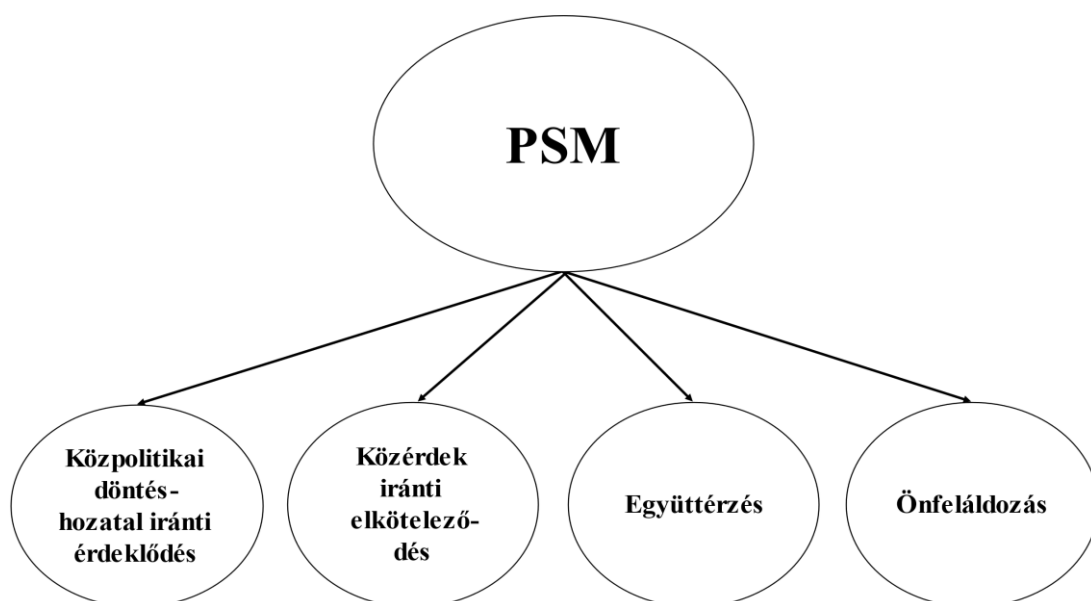 PSM
Közpolitikai
döntés-
hozatal iránti
érdeklődés
Közérdek
iránti
elkötelező-
dés
Együttérzés
Önfeláldozás